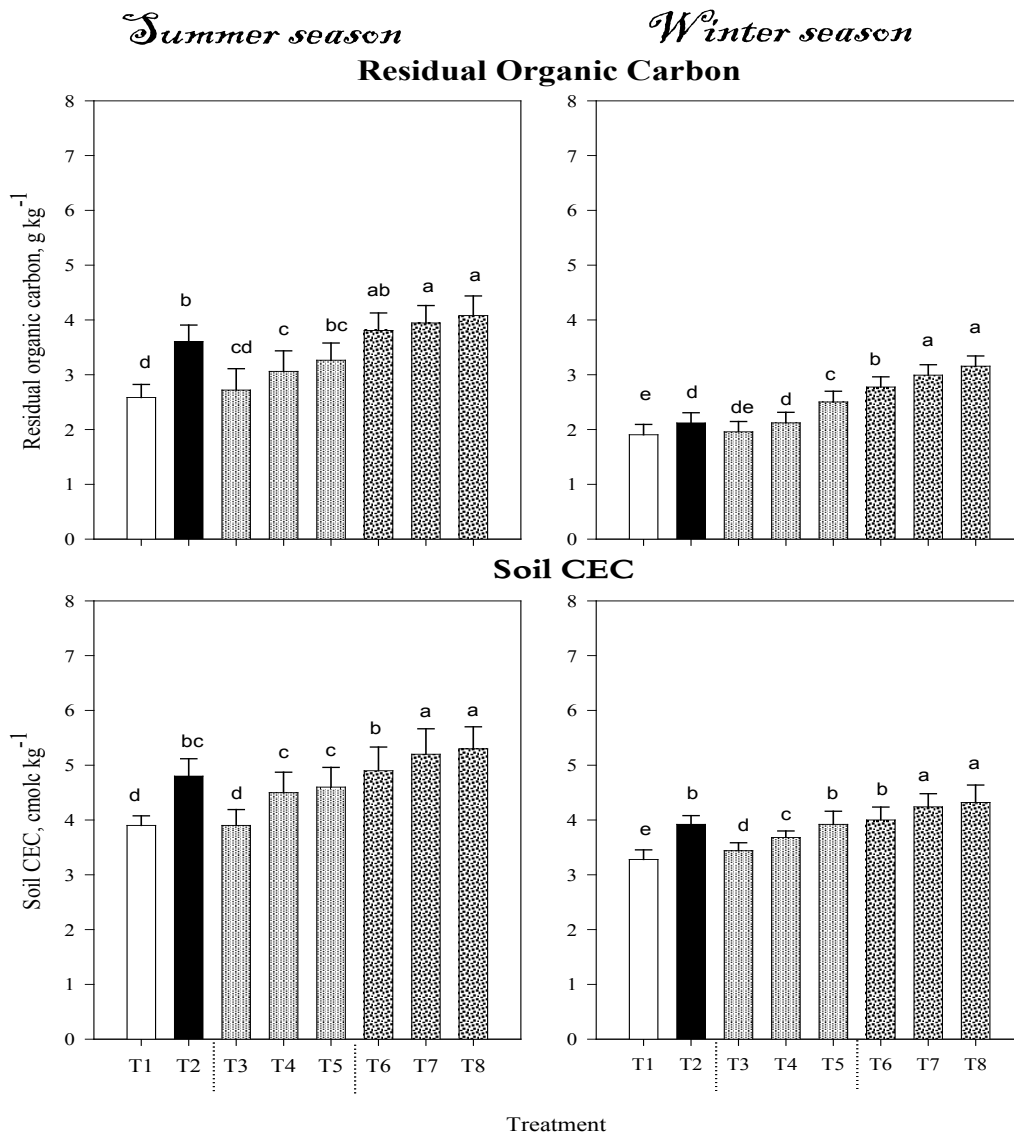 Summer season
Winter season
Residual Organic Carbon
Residual organic carbon, g kg-1
8
7
6
5
4
3
2
1
0
d
b
cd
c
bc
ab
a
a
8
7
6
5
4
3
2
1
0
e
d
de
d
c
b
a
a
Soil CEC
Soil CEC, cmolc kg-1
8
7
6
5
4
3
2
1
0
d
bc
d
c
c
b
a
a
T1 T2 T3 T4 T5 T6 T7 T8
8
7
6
5
4
3
2
1
0
e
b
d
c
b
b
a
a
T1 T2 T3 T4 T5 T6 T7 T8
Treatment